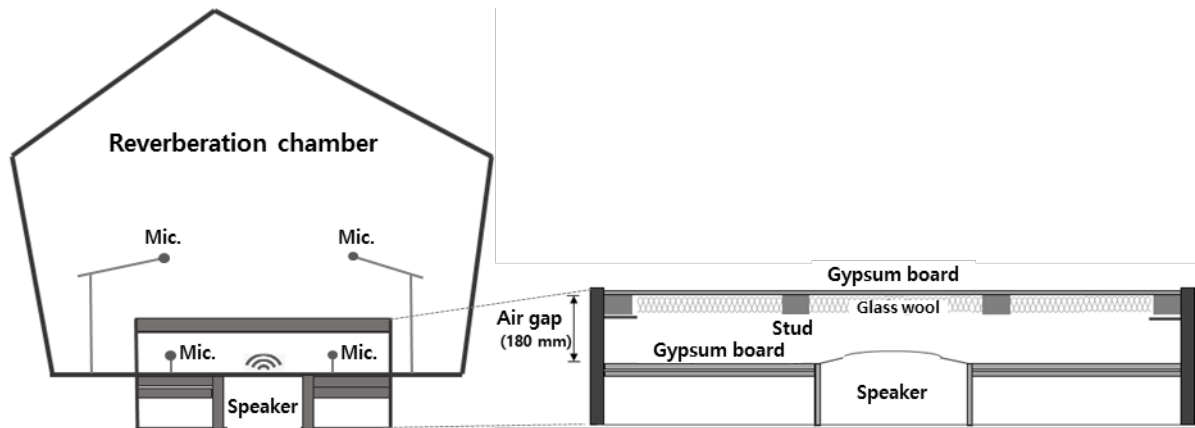 Reverberation chamber
Mic.
Mic.
Mic.
Mic.
Speaker
Gypsum board
Glass wool
Air gap
(180 mm)
Stud
Gypsum board
Speaker